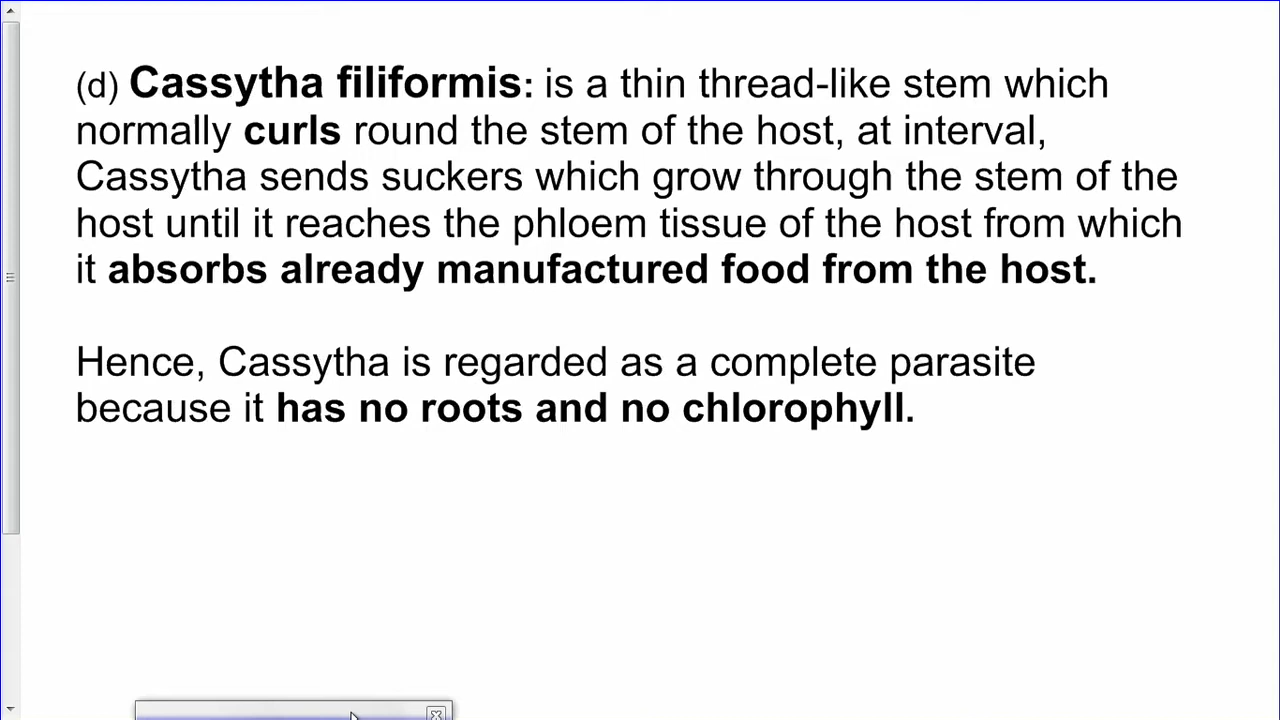 (d) Cassytha filiformis: is a thin thread-like stem which
normally curls round the stem of the host, at interval,
Cassytha sends suckers which grow through the stem of the
host until it reaches the phloem tissue of the host from which
it absorbs already manufactured food from the host.
Hence, Cassytha is regarded as a complete parasite
because it has no roots and no chlorophyll.